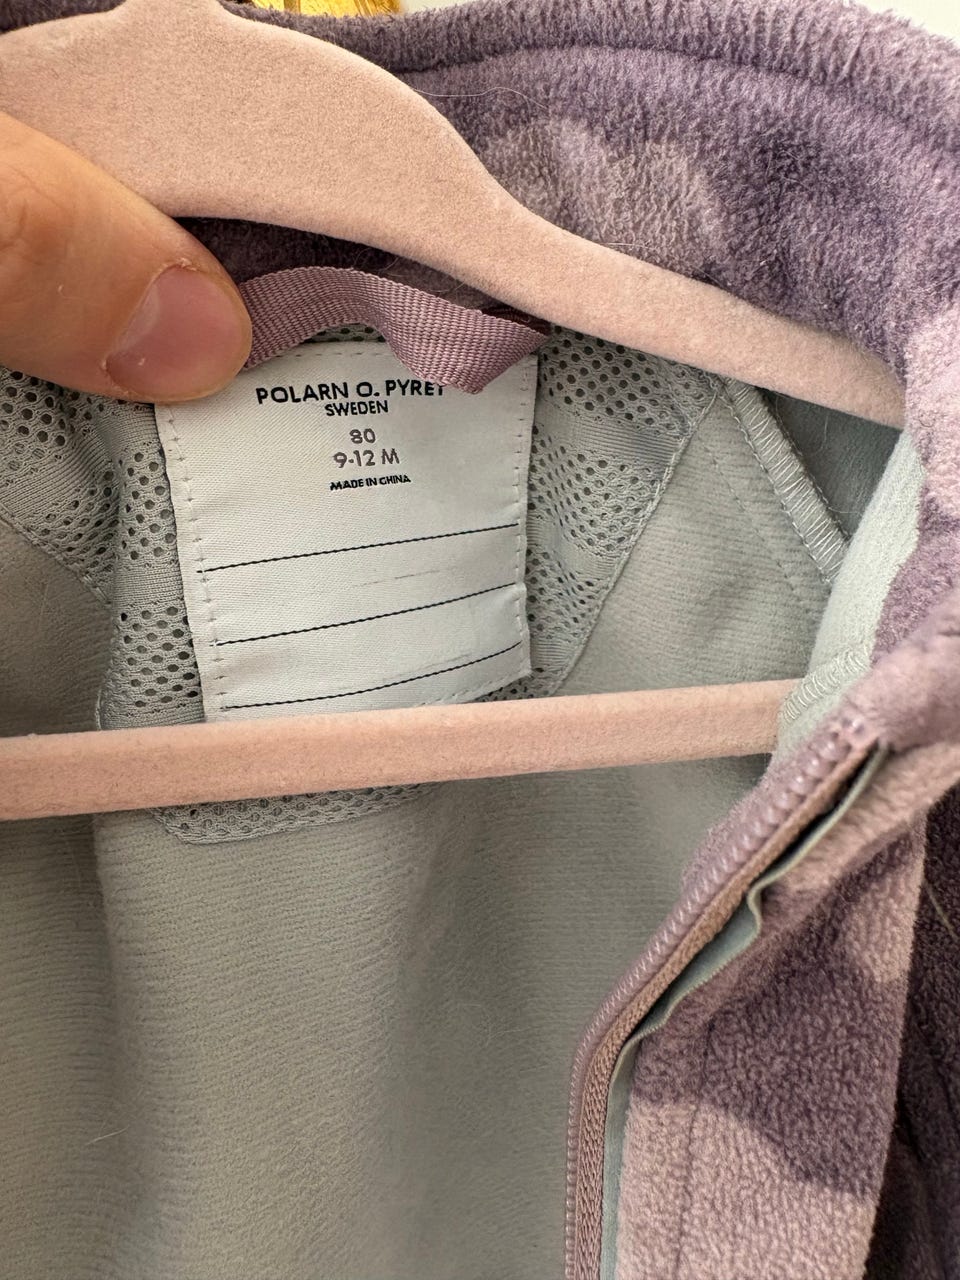 POLARN O. PYRET
SWEDEN
80
9-12 M
MADE IN CHINA